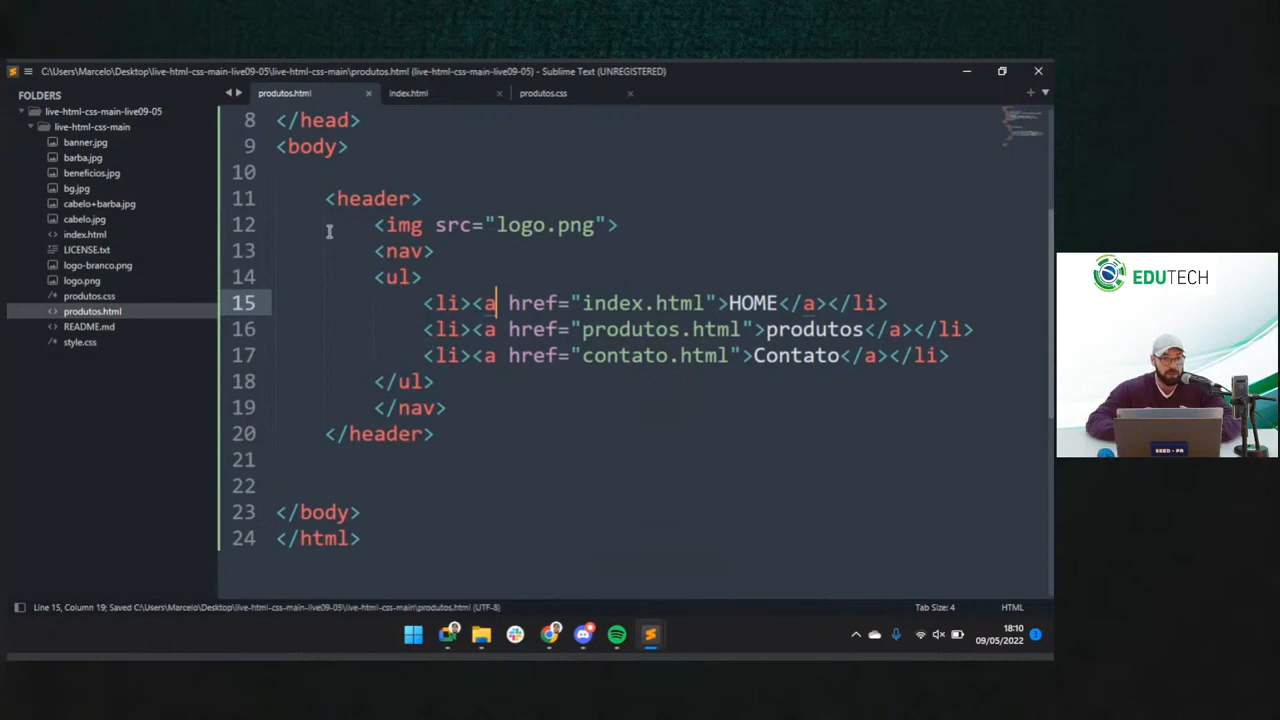 C:\Users\Marcelo\Desktop\live-html-css-main-live09-05\live-html-css-main\produtos.html (live-html-css-main-live09-05) - Sublime Text (UNREGISTERED)
FOLDERS
live-html-css-main-live09-05
live-html-css-main
banner.jpg
barba.jpg
beneficios.jpg
bg.jpg
cabelo+barba.jpg
cabelo.jpg
index.html
LICENSE.txt
logo-branco.png
logo.png
produtos.css
produtos.html
README.md
style.css
produtos.html
index.html
produtos.css
8 </head>
9 <body>
10
11 <header>
12 <img src="logo.png">
13 <nav>
14 <ul>
15 <li><a href="index.html">HOME</a></li>
16 <li><a href="produtos.html">produtos</a></li>
17 <li><a href="contato.html">Contato</a></li>
18 </ul>
19 </nav>
20 </header>
21
22
23 </body>
24 </html>
EDUTECH
SEED - PR
Line 15, Column 19; Saved C:\Users\Marcelo\Desktop\live-html-css-main-live09-05\live-html-css-main\produtos.html (UTF-8)
Tab Size: 4
HTML
18:10
09/05/2022
3